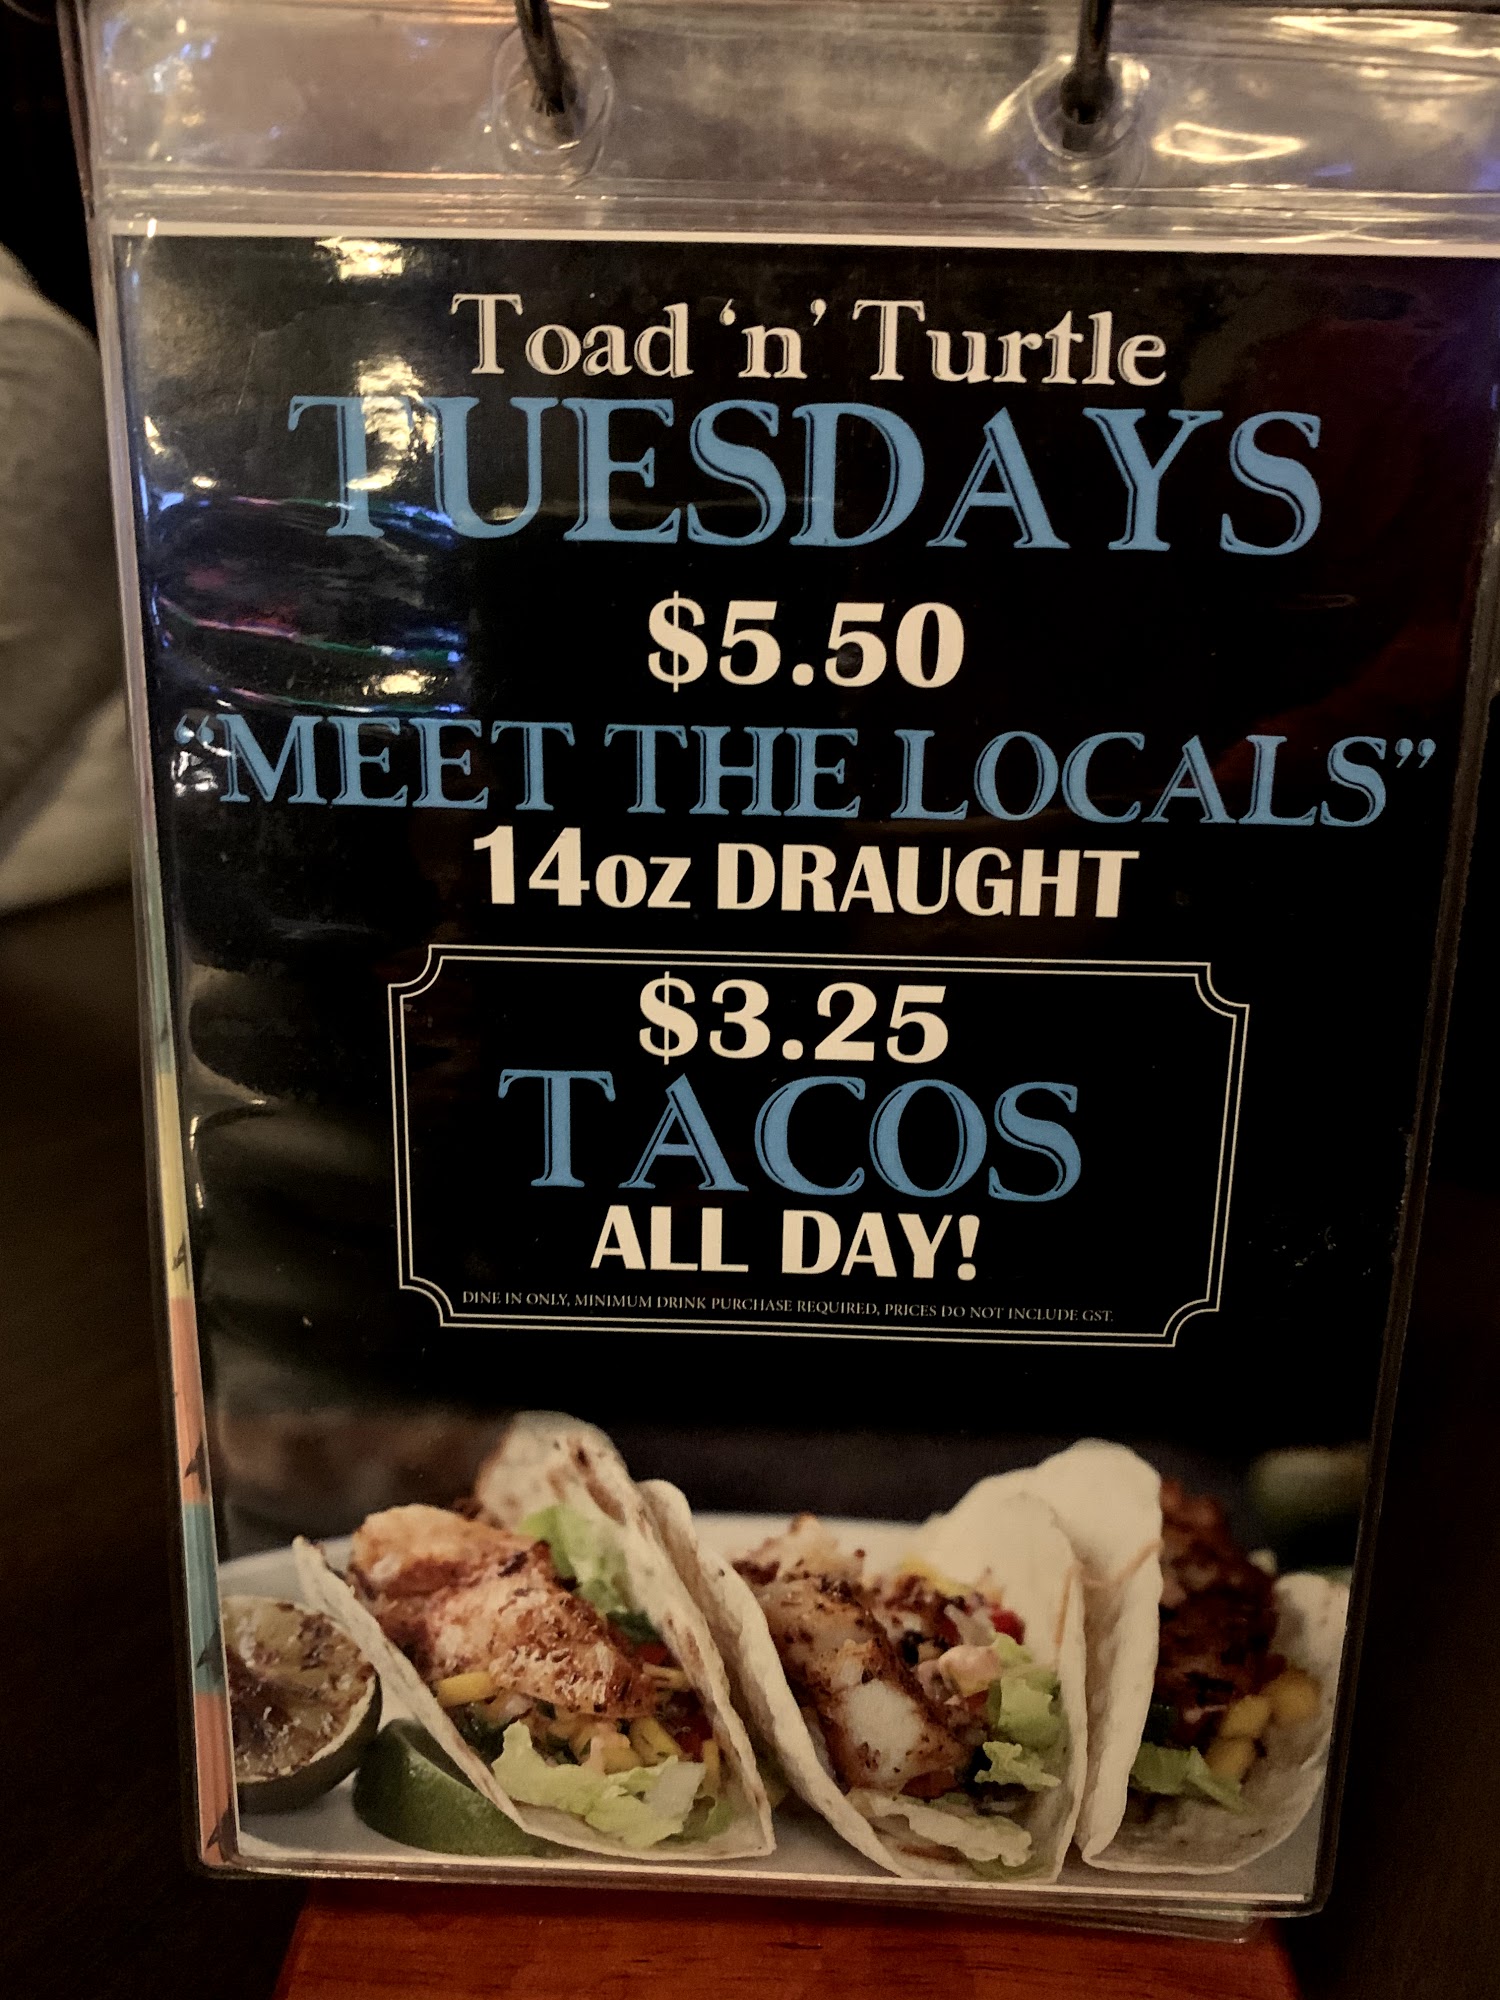 Toad 'n' Turtle
TUESDAYS
$5.50
“MEET THE LOCALS”
14oz DRAUGHT
$3.25
TACOS
ALL DAY!
DINE IN ONLY, MINIMUM DRINK PURCHASE REQUIRED, PRICES DO NOT INCLUDE GST.